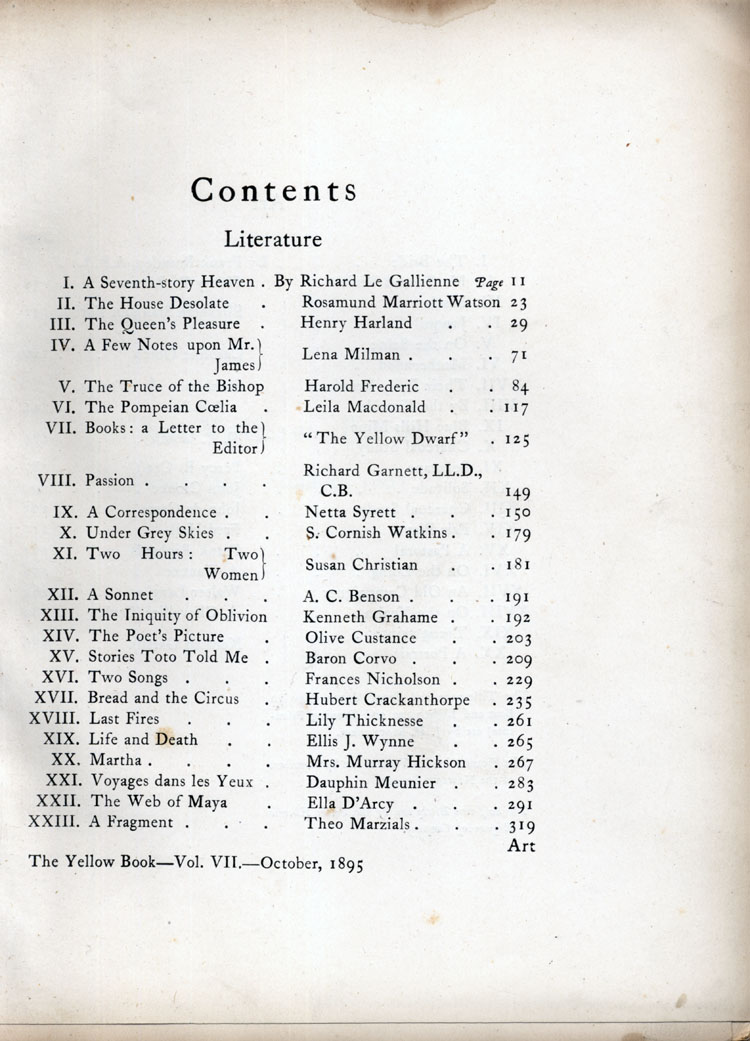 Contents
Literature
I. A Seventh-story Heaven . By Richard Le Gallienne Page 11
II. The House Desolate . Rosamund Marriott Watson 23
III. The Queen's Pleasure . Henry Harland . . 29
IV. A Few Notes upon Mr. James} Lena Milman . . . 71
V. The Truce of the Bishop Harold Frederic . . 84
VI. The Pompeian Cœlia . Leila Macdonald . . 117
VII. Books: a Letter to the Editor} "The Yellow Dwarf" . 125
VIII. Passion . . . . Richard Garnett, LL.D.,
C.B. 149
IX. A Correspondence . . Netta Syrett . . . 150
X. Under Grey Skies . . S. Cornish Watkins . . 179
XI. Two Hours: Two Women} Susan Christian . . 181
XII. A Sonnet . . . A. C. Benson . . . 191
XIII. The Iniquity of Oblivion Kenneth Grahame . . 192
XIV. The Poet's Picture . Olive Custance . . 203
XV. Stories Toto Told Me . Baron Corvo . . . 209
XVI. Two Songs . . . Frances Nicholson . . 229
XVII. Bread and the Circus . Hubert Crackanthorpe . 235
XVIII. Last Fires . . . Lily Thicknesse . . 261
XIX. Life and Death . . Ellis J. Wynne . . 265
XX. Martha . . . . Mrs. Murray Hickson . 267
XXI. Voyages dans les Yeux . Dauphin Meunier . . 283
XXII. The Web of Maya . Ella D'Arcy . . . 291
XXIII. A Fragment . . . Theo Marzials . . . 319
Art
The Yellow Book—Vol. VII.—October, 1895